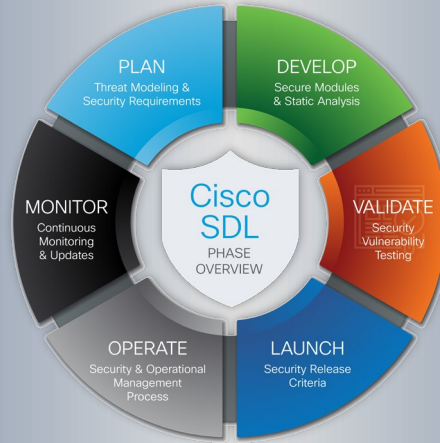 PLAN
Threat Modeling &
Security Requirements
DEVELOP
Secure Modules
& Static Analysis
VALIDATE
Security
Vulnerability
Testing
LAUNCH
Security Release
Criteria
OPERATE
Security & Operational
Management
Process
MONITOR
Continuous
Monitoring
& Updates
Cisco
SDL
PHASE
OVERVIEW